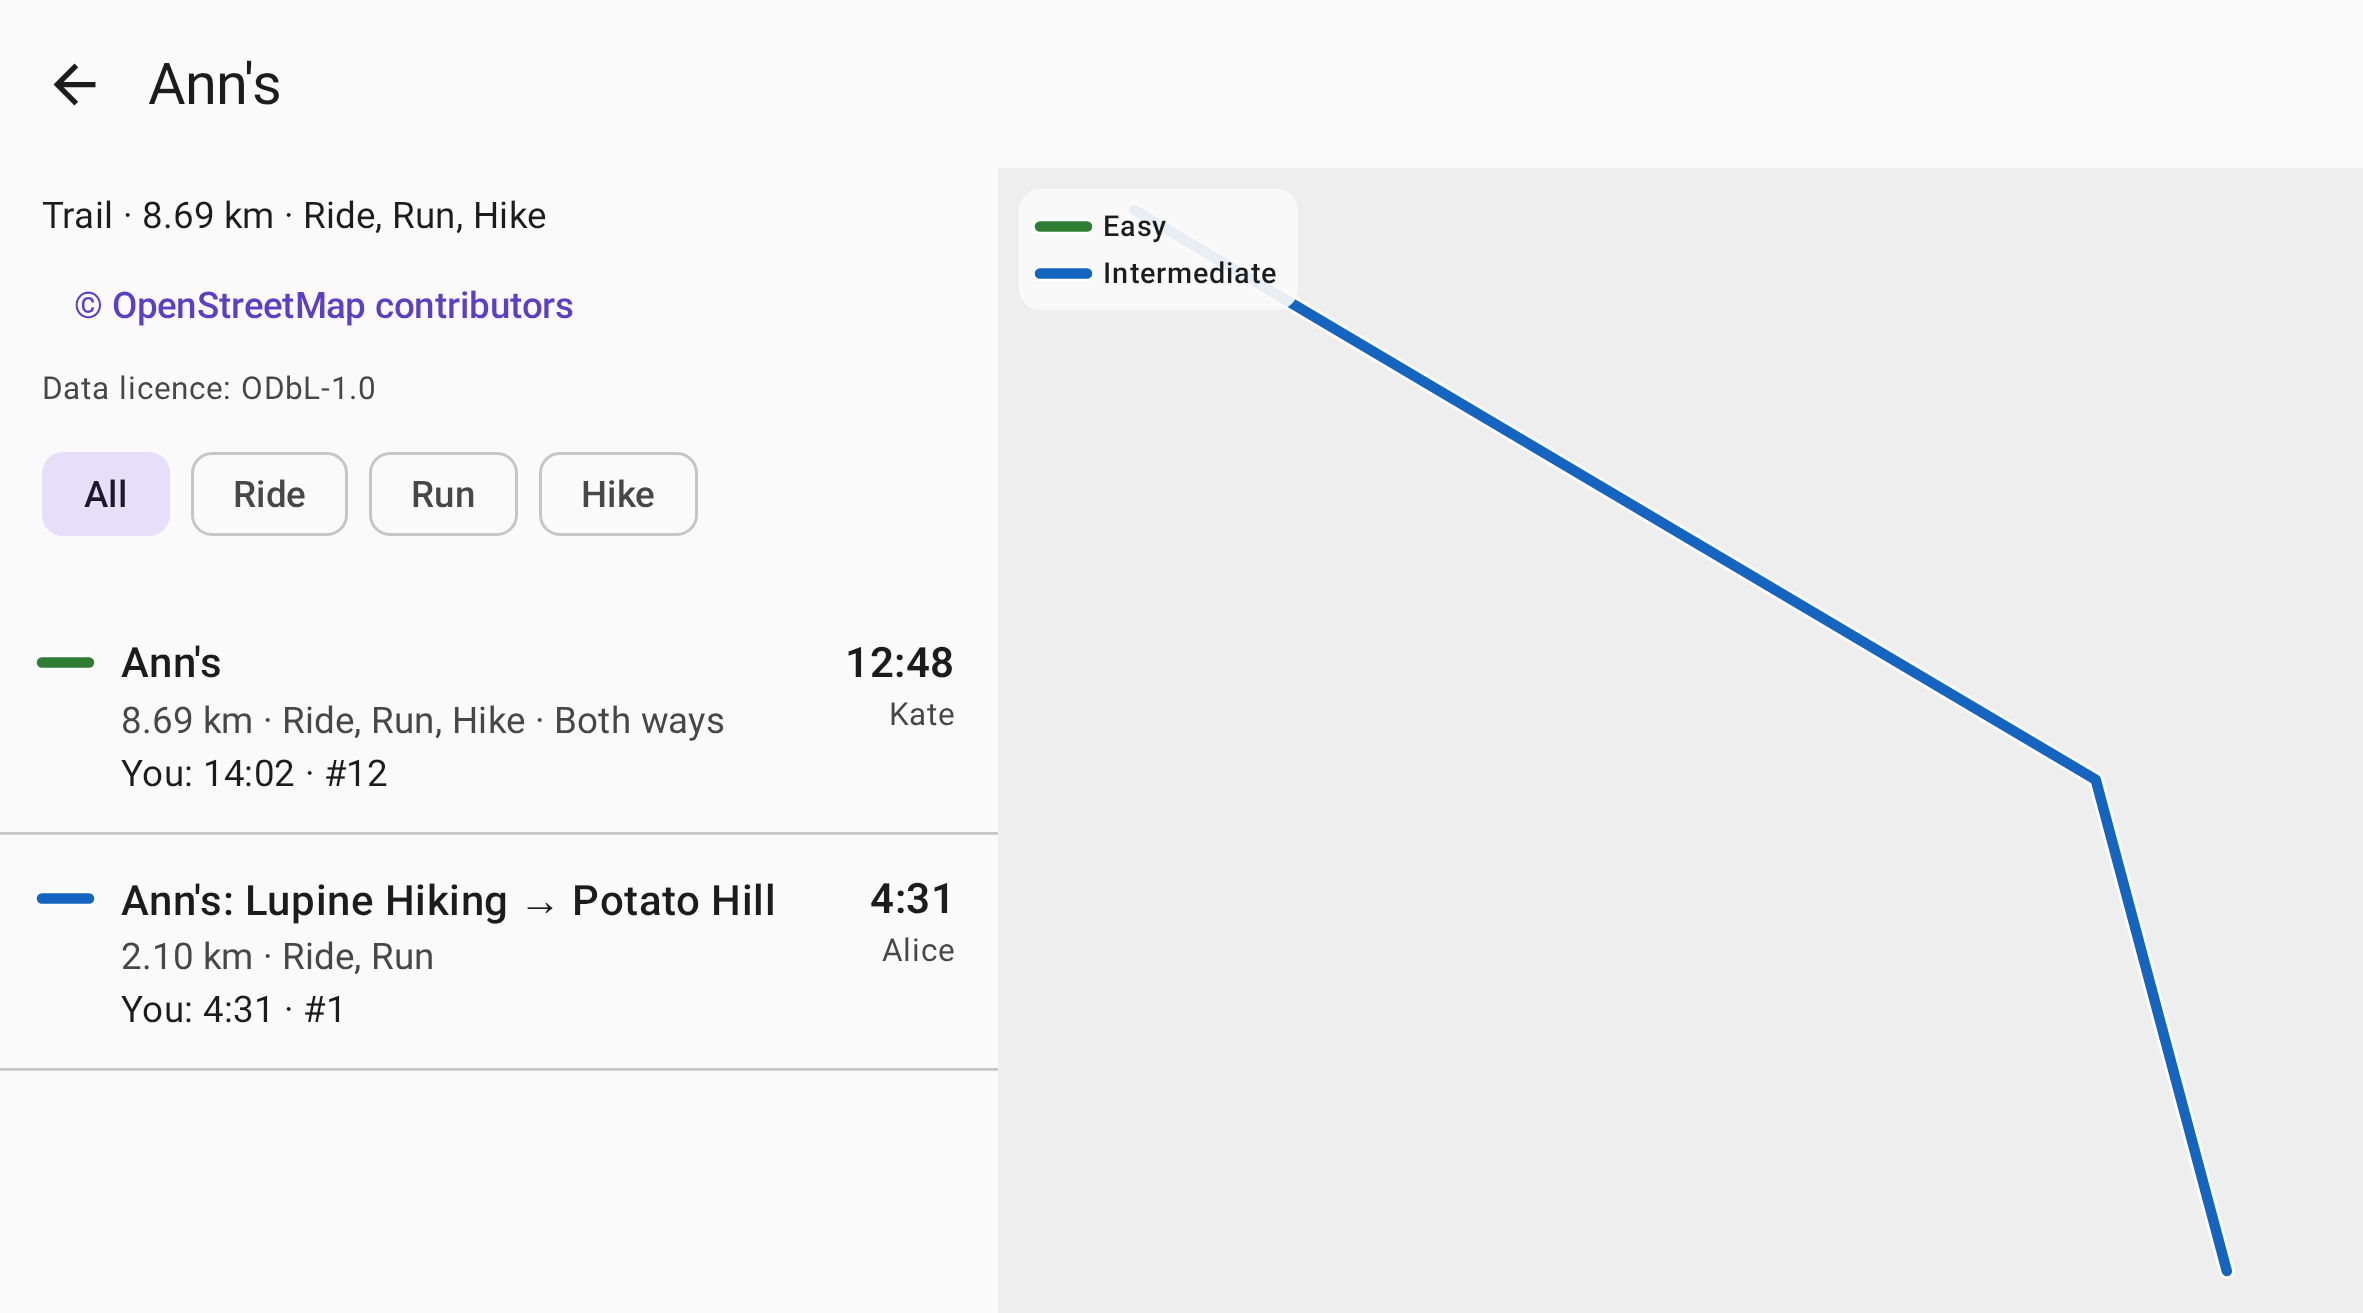 Ann's
Trail · 8.69 km · Ride, Run, Hike
© OpenStreetMap contributors
Data licence: ODbL-1.0
All
Ride
Run
Hike
Ann's
12:48
8.69 km · Ride, Run, Hike · Both ways
Kate
You: 14:02 · #12
Ann's: Lupine Hiking → Potato Hill
4:31
2.10 km · Ride, Run
Alice
You: 4:31 · #1
Easy
Intermediate